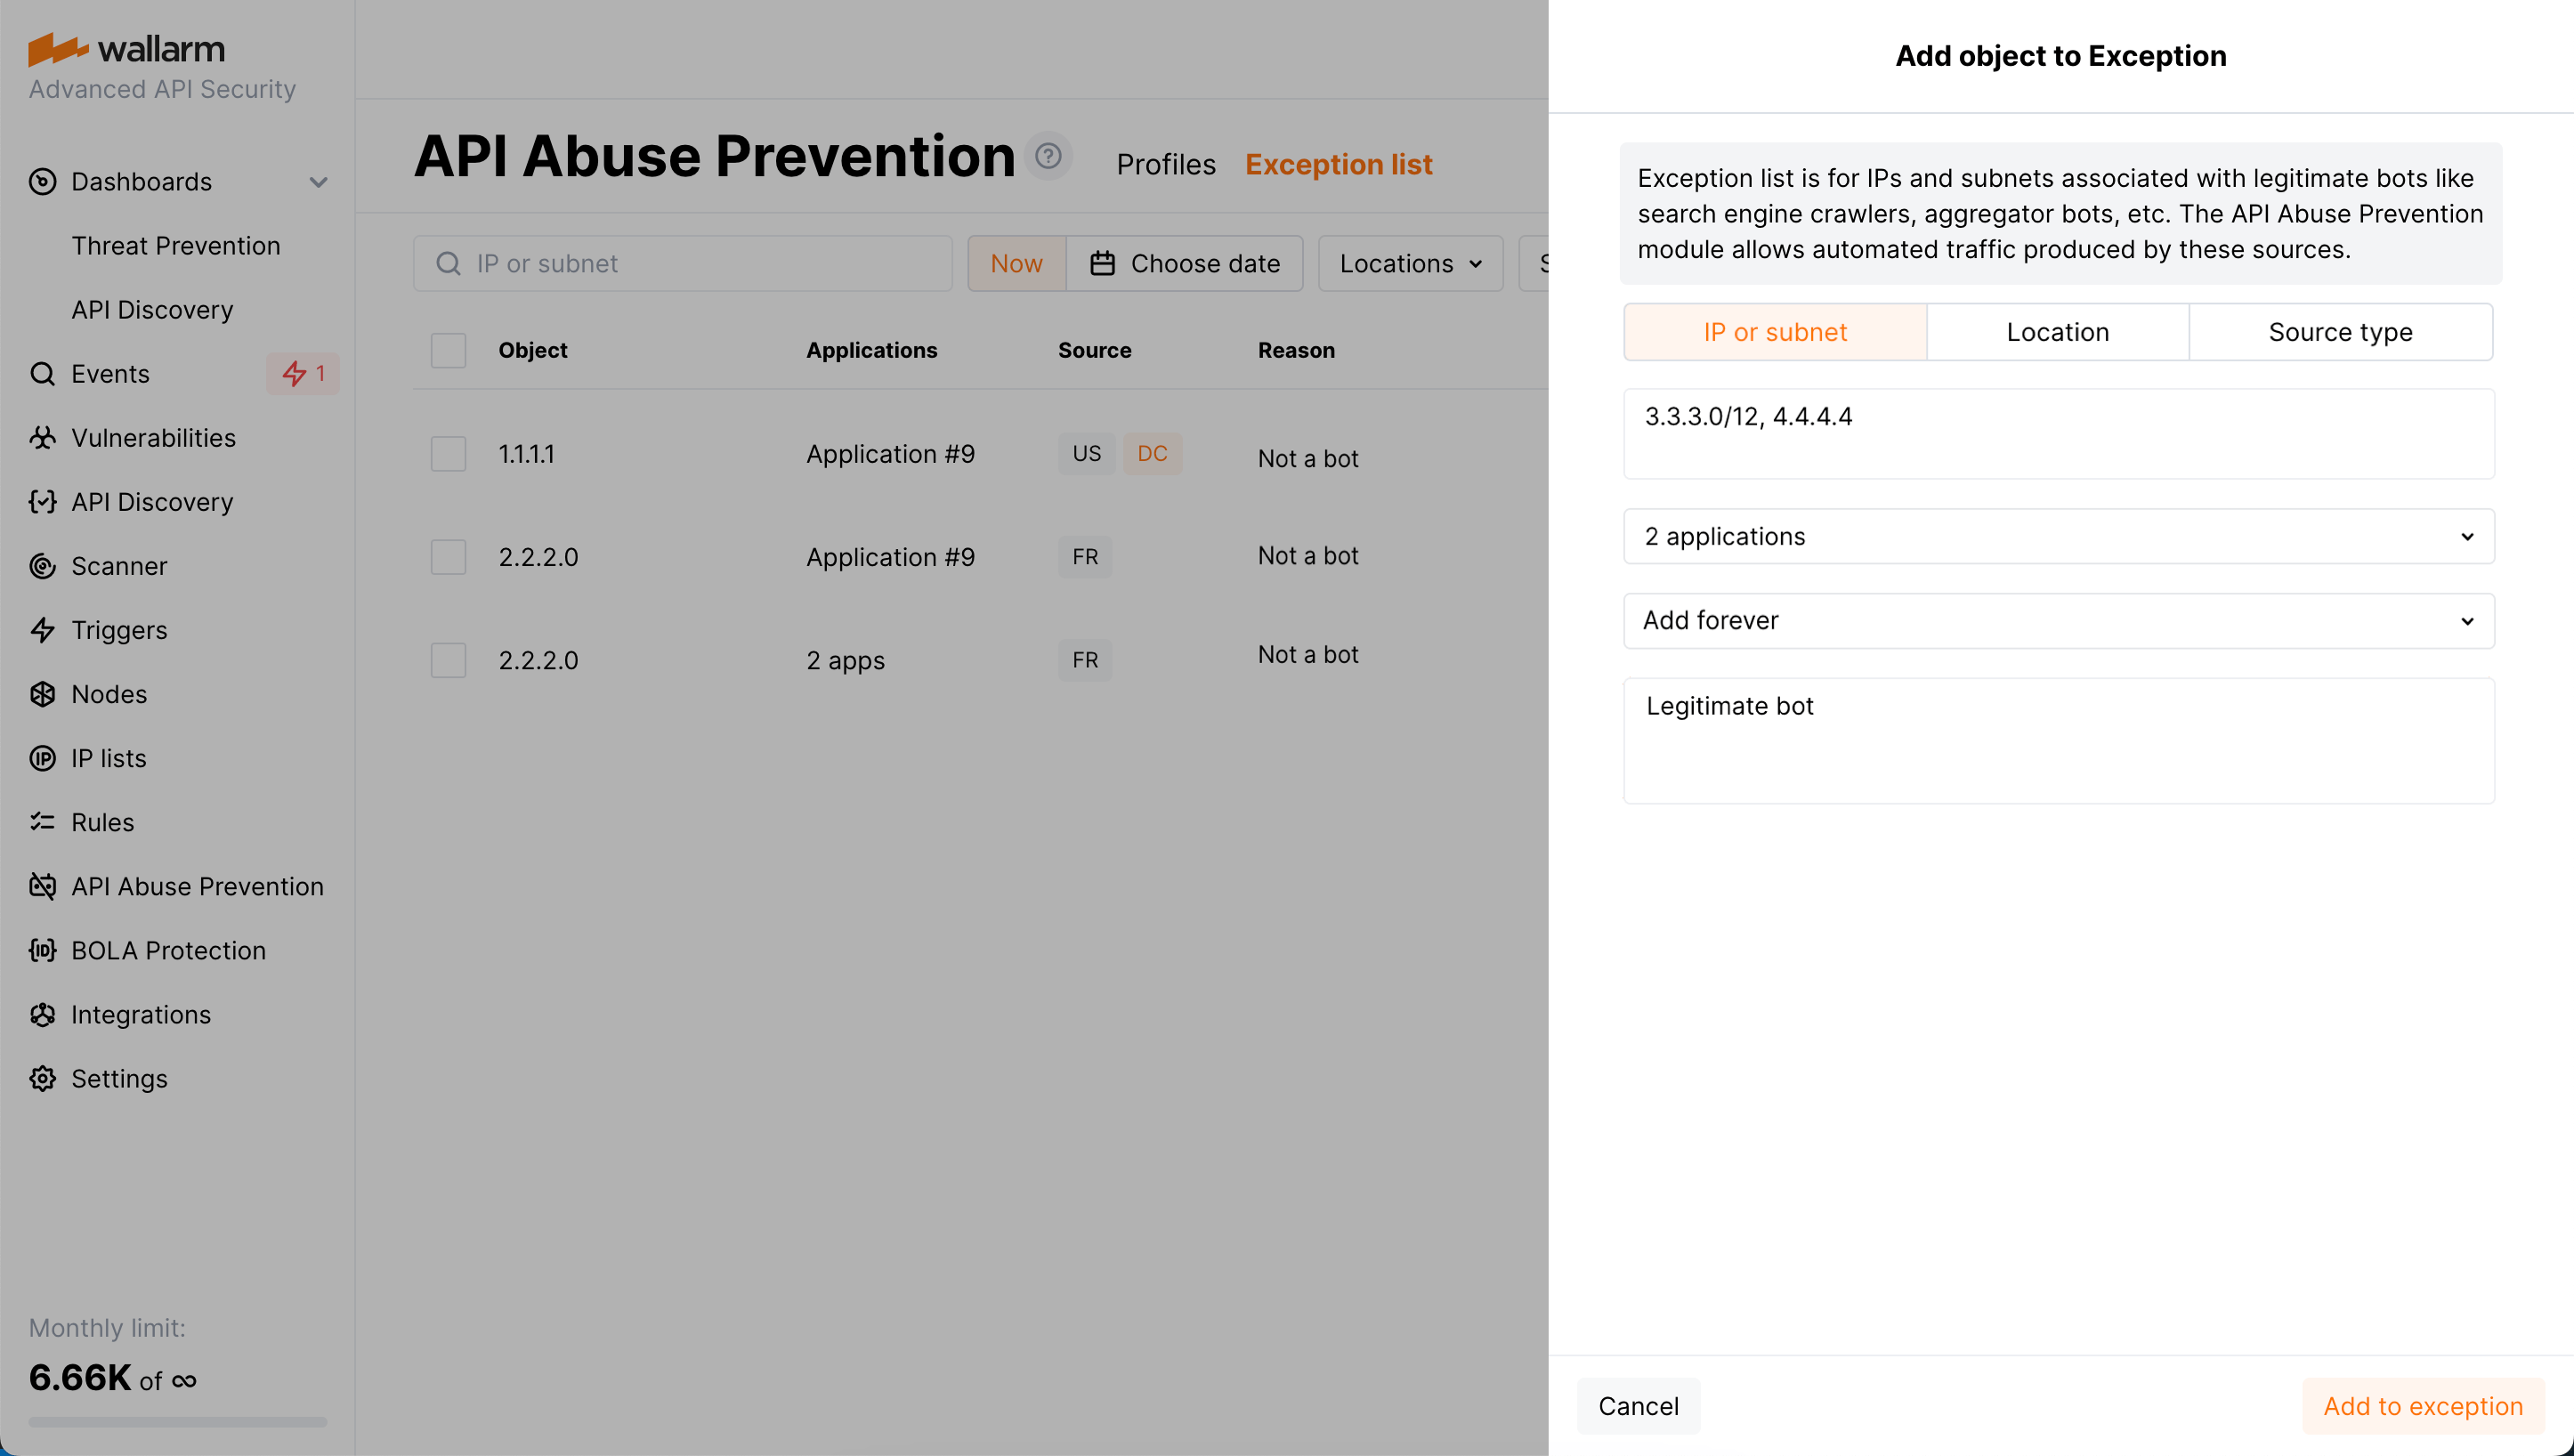 wallarm
Advanced API Security
Dashboards
Threat Prevention
API Discovery
Events
1
Vulnerabilities
API Discovery
Scanner
Triggers
Nodes
IP lists
Rules
API Abuse Prevention
BOLA Protection
Integrations
Settings
Monthly limit:
6.66K of ∞
API Abuse Prevention ? Profiles Exception list
IP or subnet Now Choose date Locations S
Object Applications Source Reason
1.1.1.1 Application #9 US DC Not a bot
2.2.2.0 Application #9 FR Not a bot
2.2.2.0 2 apps FR Not a bot
Add object to Exception
Exception list is for IPs and subnets associated with legitimate bots like
search engine crawlers, aggregator bots, etc. The API Abuse Prevention
module allows automated traffic produced by these sources.
IP or subnet Location Source type
3.3.3.0/12, 4.4.4.4
2 applications
Add forever
Legitimate bot
Cancel Add to exception